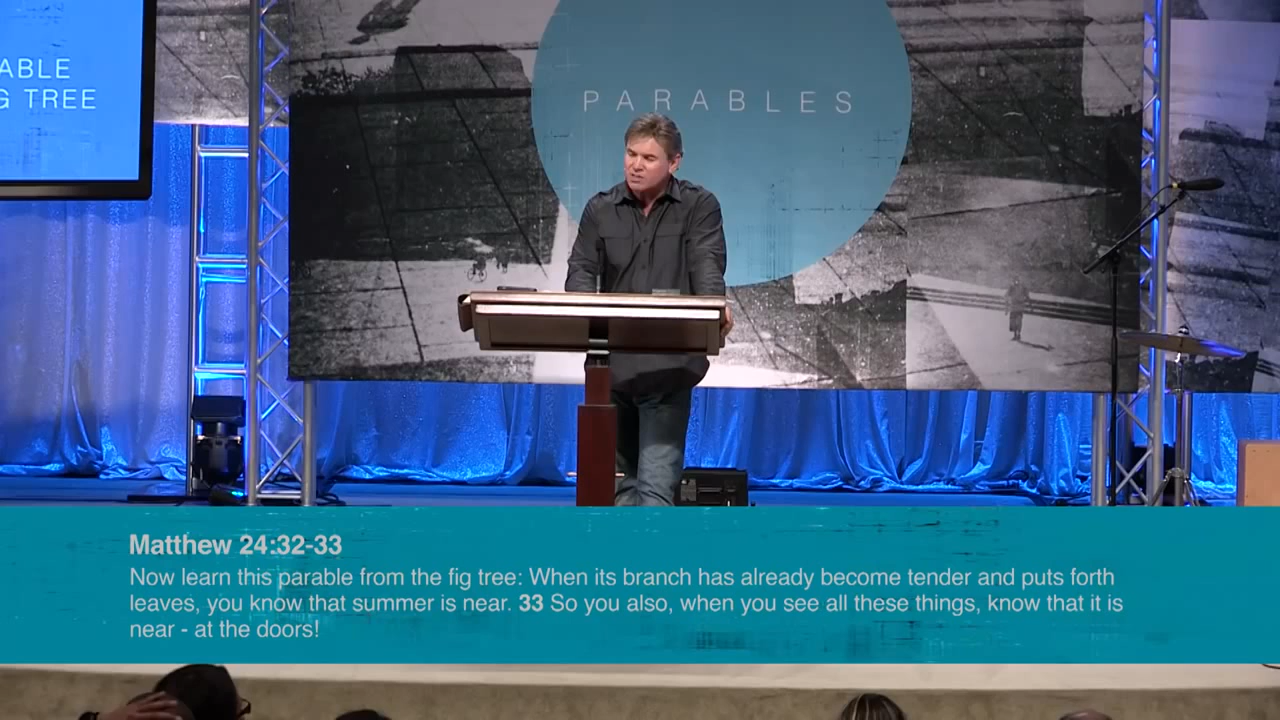 ABLE
G TREE
PARABLES
Matthew 24:32-33
Now learn this parable from the fig tree: When its branch has already become tender and puts forth
leaves, you know that summer is near. 33 So you also, when you see all these things, know that it is
near - at the doors!